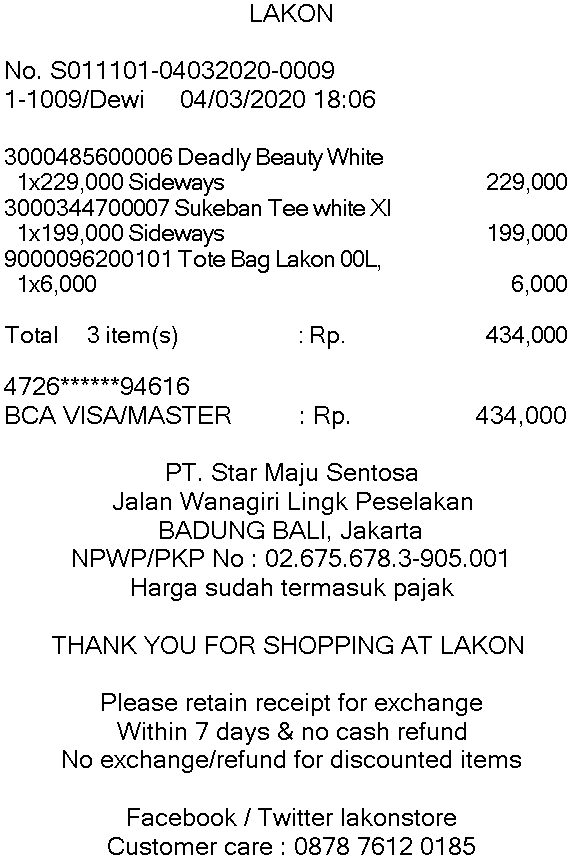 LAKON
No. S011101-04032020-0009
1-1009/Dewi 04/03/2020 18:06
3000485600006 Deadly Beauty White
1x229,000 Sideways 229,000
3000344700007 Sukeban Tee white Xl
1x199,000 Sideways 199,000
9000096200101 Tote Bag Lakon 00L,
1x6,000 6,000
Total 3 item(s) : Rp. 434,000
4726******94616
BCA VISA/MASTER : Rp. 434,000
PT. Star Maju Sentosa
Jalan Wanagiri Lingk Peselakan
BADUNG BALI, Jakarta
NPWP/PKP No : 02.675.678.3-905.001
Harga sudah termasuk pajak
THANK YOU FOR SHOPPING AT LAKON
Please retain receipt for exchange
Within 7 days & no cash refund
No exchange/refund for discounted items
Facebook / Twitter lakonstore
Customer care : 0878 7612 0185